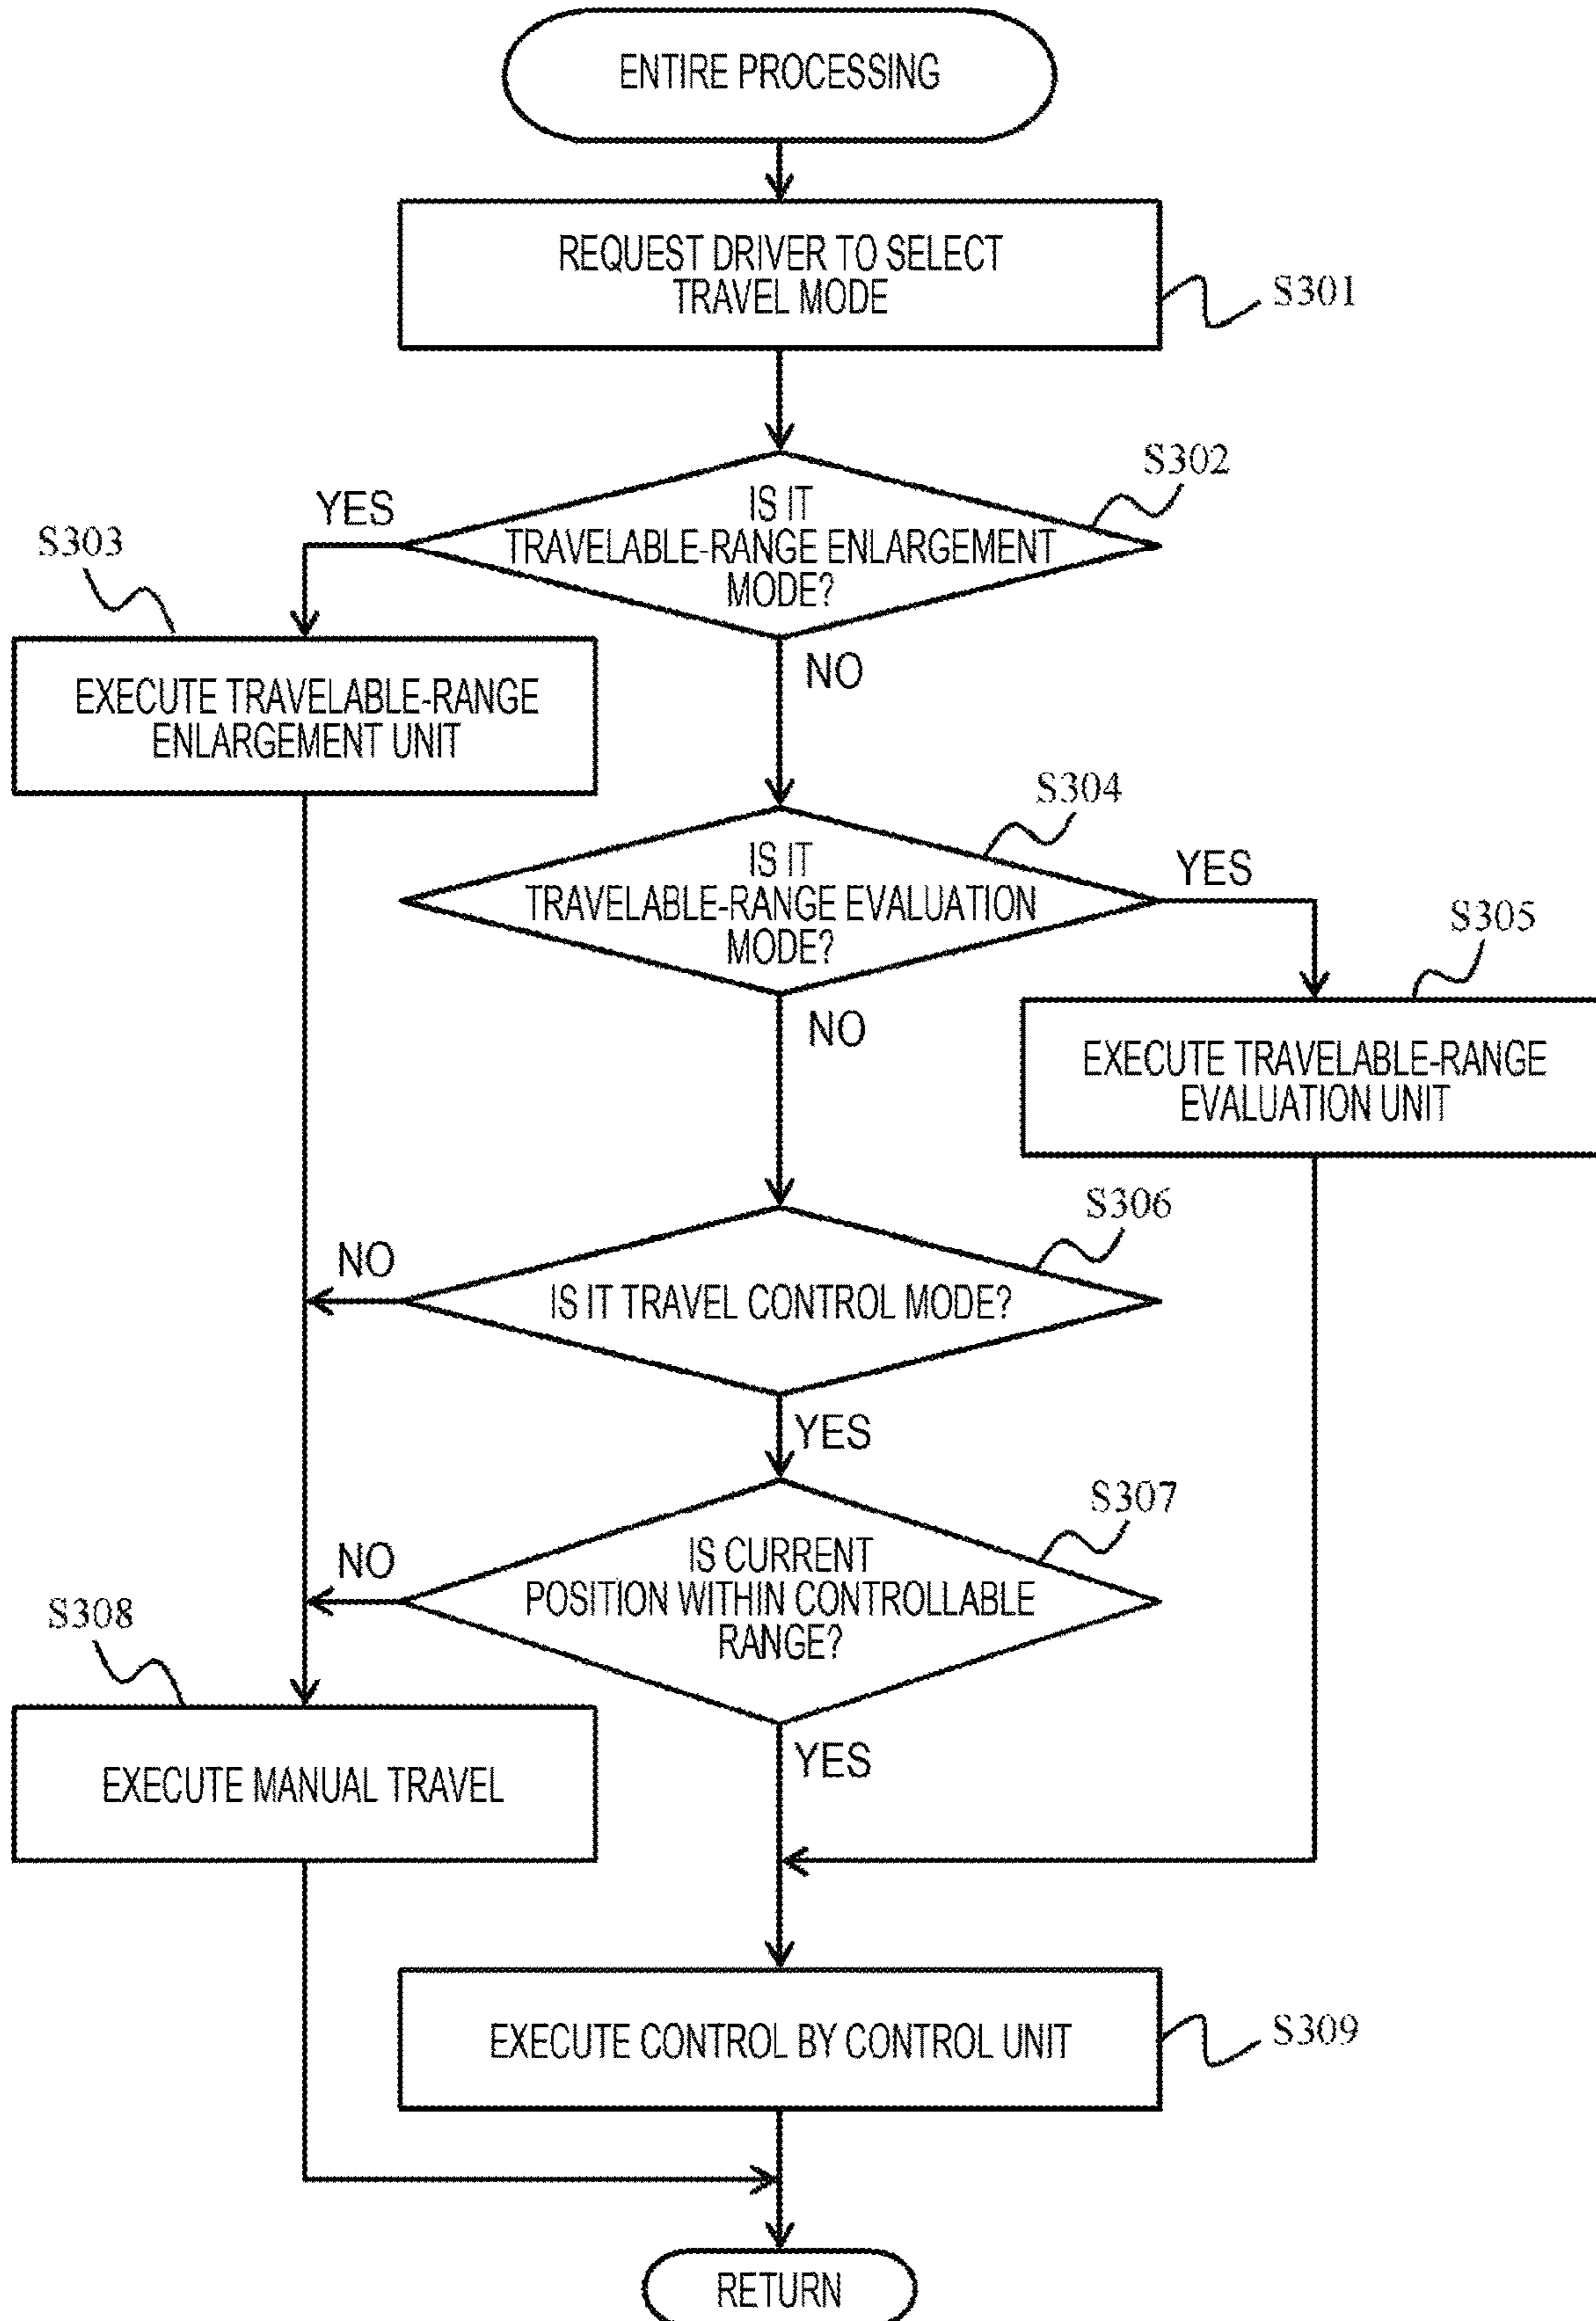 ENTIRE PROCESSING
REQUEST DRIVER TO SELECT
TRAVEL MODE
S301
S302
IS IT
TRAVELABLE-RANGE ENLARGEMENT
MODE?
YES
NO
S303
EXECUTE TRAVELABLE-RANGE
ENLARGEMENT UNIT
S304
IS IT
TRAVELABLE-RANGE EVALUATION
MODE?
YES
NO
S305
EXECUTE TRAVELABLE-RANGE
EVALUATION UNIT
S306
IS IT TRAVEL CONTROL MODE?
NO
YES
S307
IS CURRENT
POSITION WITHIN CONTROLLABLE
RANGE?
NO
YES
S308
EXECUTE MANUAL TRAVEL
EXECUTE CONTROL BY CONTROL UNIT
S309
RETURN